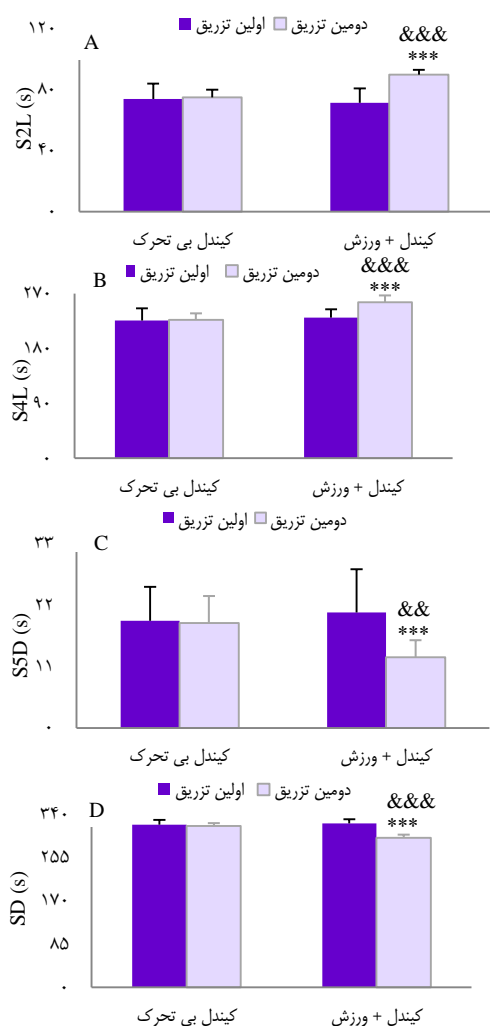 ۱۲۰
اولین تزریق دومین تزریق
A
&&&
***
۸۰
۴۰
۰
S2L (s)
کیندل بی تحرک
کیندل + ورزش
اولین تزریق دومین تزریق
B
&&&
***
۲۷۰
۱۸۰
۹۰
۰
S4L (s)
کیندل بی تحرک
کیندل + ورزش
اولین تزریق دومین تزریق
C
&&
***
۳۳
۲۲
۱۱
۰
S5D (s)
کیندل بی تحرک
کیندل + ورزش
اولین تزریق دومین تزریق
D
&&&
***
۳۴۰
۲۵۵
۱۷۰
۸۵
۰
SD (s)
کیندل بی تحرک
کیندل + ورزش